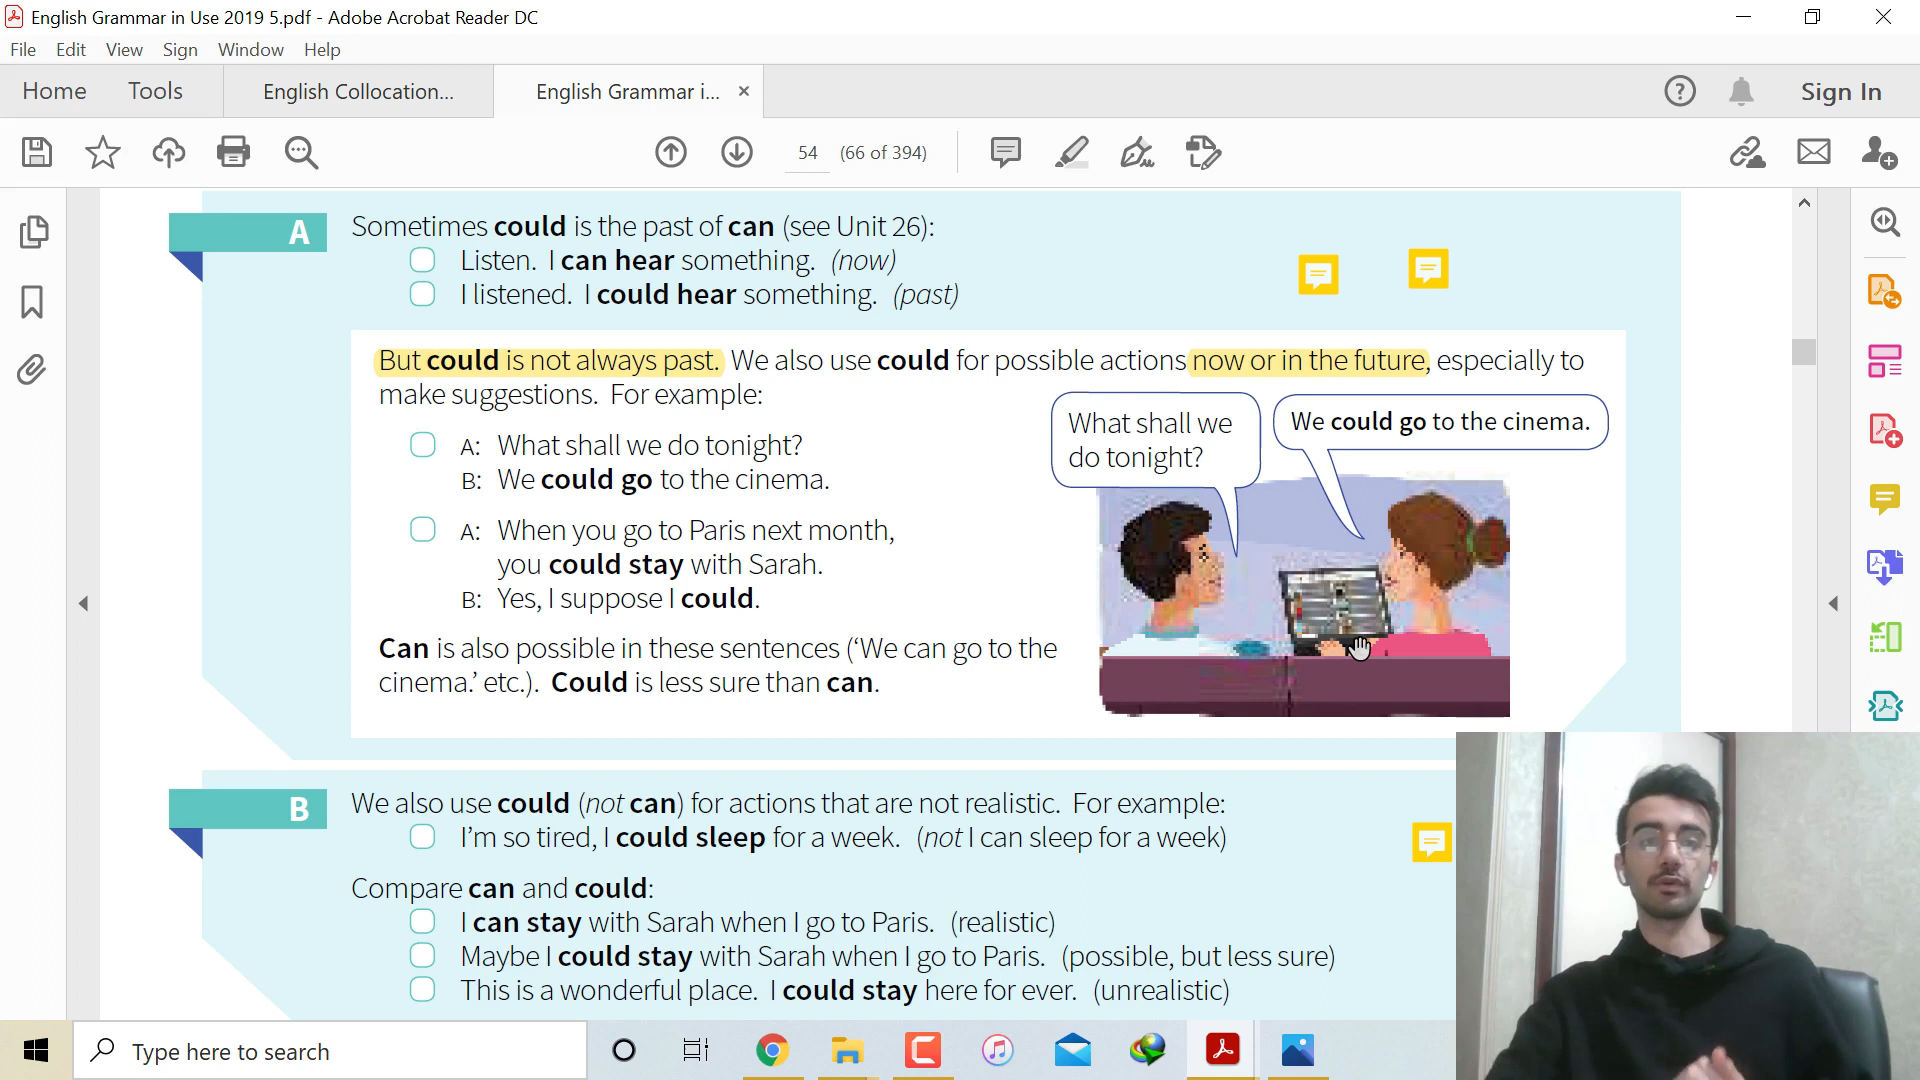 English Grammar in Use 2019 5.pdf - Adobe Acrobat Reader DC
File Edit View Sign Window Help
Home Tools English Collocation... English Grammar i... × Sign In
54 (66 of 394)
A Sometimes could is the past of can (see Unit 26):
Listen. I can hear something. (now)
I listened. I could hear something. (past)
But could is not always past. We also use could for possible actions now or in the future, especially to
make suggestions. For example:
A: What shall we do tonight?
B: We could go to the cinema.
A: When you go to Paris next month,
you could stay with Sarah.
B: Yes, I suppose I could.
What shall we
do tonight?
We could go to the cinema.
Can is also possible in these sentences (‘We can go to the
cinema.’ etc.). Could is less sure than can.
B We also use could (not can) for actions that are not realistic. For example:
I’m so tired, I could sleep for a week. (not I can sleep for a week)
Compare can and could:
I can stay with Sarah when I go to Paris. (realistic)
Maybe I could stay with Sarah when I go to Paris. (possible, but less sure)
This is a wonderful place. I could stay here for ever. (unrealistic)
Type here to search